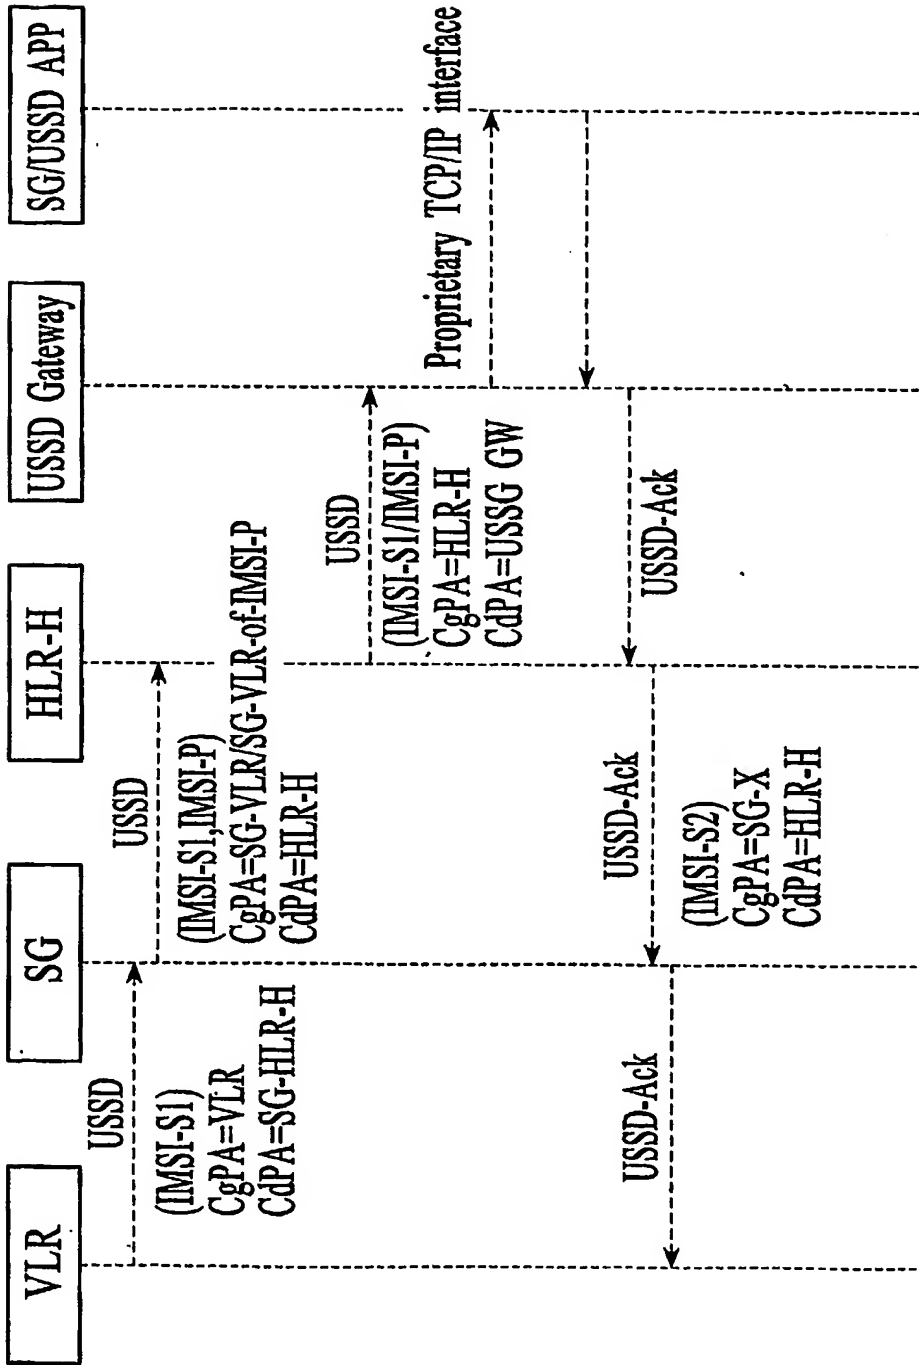 VLR
SG
HLR-H
USSD Gateway
SG/USSD APP
USSD
(IMSI-S1)
CgPA=VLR
CdPA=SG-HLR-H
USSD
(IMSI-S1,IMSI-P)
CgPA=SG-VLR/SG-VLR-of-IMSI-P
CdPA=HLR-H
USSD
(IMSI-S1/IMSI-P)
CgPA=HLR-H
CdPA=USSG GW
Proprietary TCP/IP interface
USSD-Ack
USSD-Ack
(IMSI-S2)
CgPA=SG-X
CdPA=HLR-H
USSD-Ack